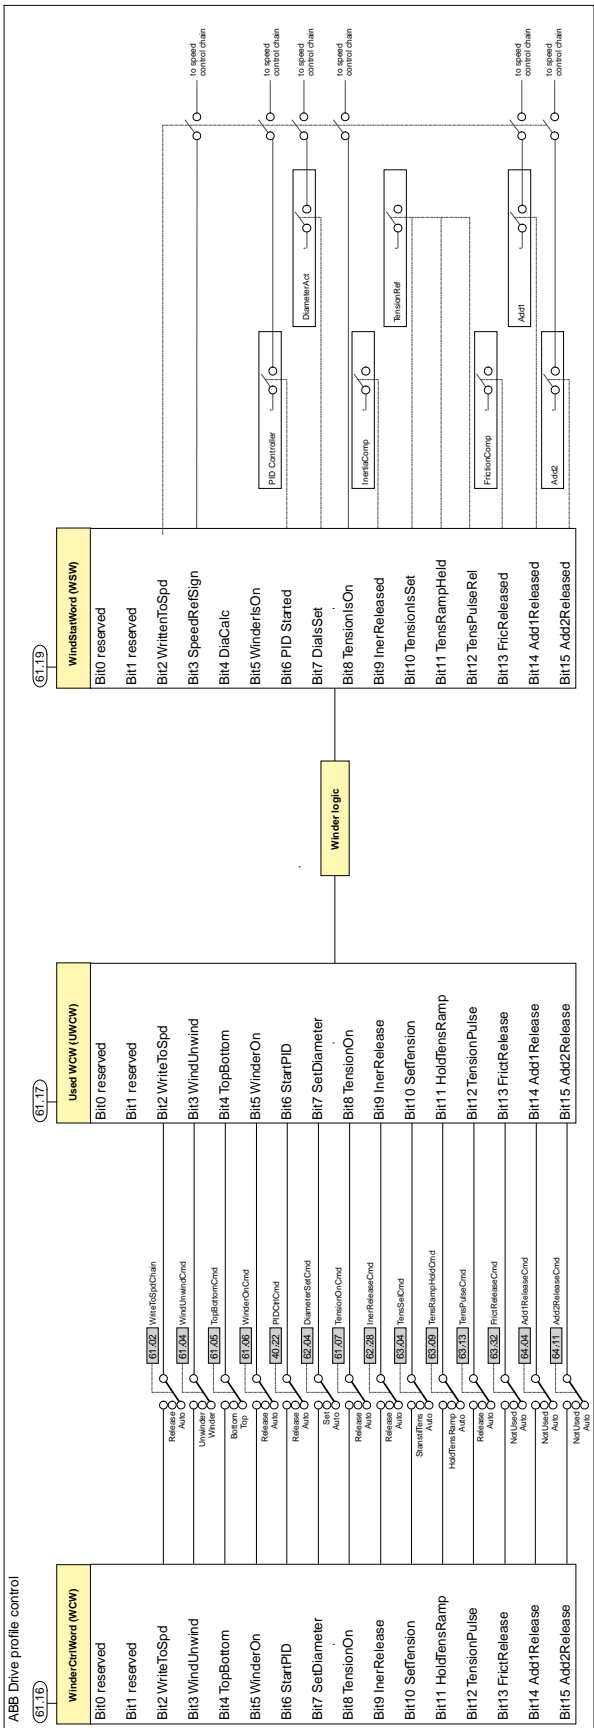 ABB Drive profile control
61.16
WinderCtrlWord (WCW)
Bit0 reserved
Bit1 reserved
Bit2 WriteToSpd
Bit3 WindUnwind
Bit4 TopBottom
Bit5 WinderOn
Bit6 StartPID
Bit7 SetDiameter
Bit8 TensionOn
Bit9 InerRelease
Bit10 SetTension
Bit11 HoldTensRamp
Bit12 TensionPulse
Bit13 FrictRelease
Bit14 Add1Release
Bit15 Add2Release
61.02 WriteToSpdChain
Release
Auto
61.04 WindUnwindCmd
Unwinder
Winder
61.05 TopBottomCmd
Bottom
Top
61.06 WinderOnCmd
Release
Auto
40.22 PIDCtrlCmd
Release
Auto
62.04 DiameterSetCmd
Set
Auto
61.07 TensionOnCmd
Release
Auto
62.28 InerReleaseCmd
Release
Auto
63.04 TensSetCmd
StanstilTens
Auto
63.09 TensRampHoldCmd
HoldTensRamp
Auto
63.13 TensPulseCmd
Release
Auto
63.32 FrictReleaseCmd
NotUsed
Auto
64.04 Add1ReleaseCmd
NotUsed
Auto
64.11 Add2ReleaseCmd
NotUsed
Auto
61.17
Used WCW (UWCW)
Bit0 reserved
Bit1 reserved
Bit2 WriteToSpd
Bit3 WindUnwind
Bit4 TopBottom
Bit5 WinderOn
Bit6 StartPID
Bit7 SetDiameter
Bit8 TensionOn
Bit9 InerRelease
Bit10 SetTension
Bit11 HoldTensRamp
Bit12 TensionPulse
Bit13 FrictRelease
Bit14 Add1Release
Bit15 Add2Release
Winder logic
61.19
WindStatWord (WSW)
Bit0 reserved
Bit1 reserved
Bit2 WrittenToSpd
Bit3 SpeedRefSign
Bit4 DiaCalc
Bit5 WinderIsOn
Bit6 PID Started
Bit7 DiaIsSet
Bit8 TensionIsOn
Bit9 InerReleased
Bit10 TensionIsSet
Bit11 TensRampHeld
Bit12 TensPulseRel
Bit13 FricReleased
Bit14 Add1Released
Bit15 Add2Released
PID Controller
DiameterAct
InertiaComp
TensionRef
FrictionComp
Add1
Add2
to speed
control chain
to speed
control chain
to speed
control chain
to speed
control chain
to speed
control chain
to speed
control chain